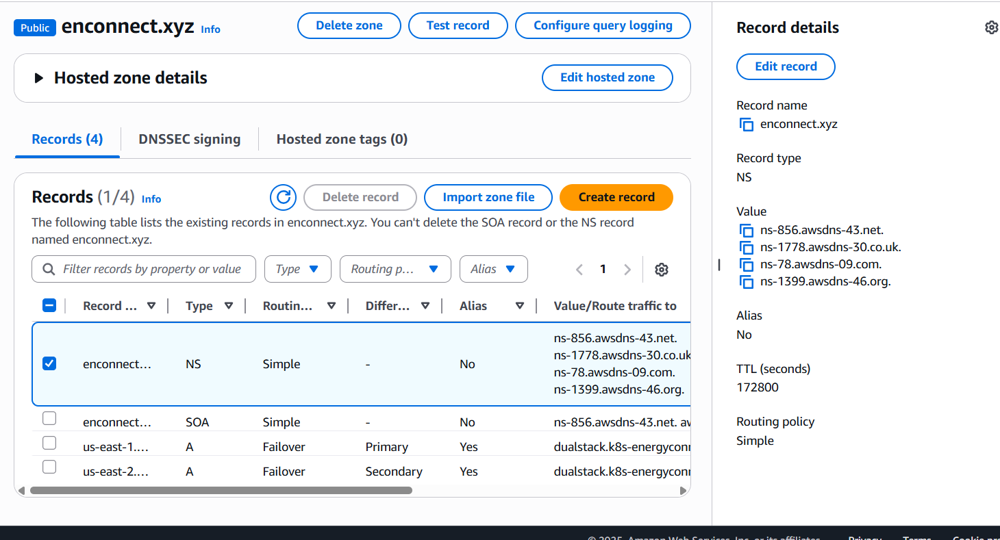 Public enconnect.xyz Info
Delete zone Test record Configure query logging
Hosted zone details Edit hosted zone
Records (4) DNSSEC signing Hosted zone tags (0)
Records (1/4) Info Delete record Import zone file Create record
The following table lists the existing records in enconnect.xyz. You can't delete the SOA record or the NS record
named enconnect.xyz.
Filter records by property or value Type Routing p... Alias 1
Record ... Type Routin... Differ... Alias Value/Route traffic to
enconnect... NS Simple - No
ns-856.awsdns-43.net.
ns-1778.awsdns-30.co.uk
ns-78.awsdns-09.com.
ns-1399.awsdns-46.org.
enconnect... SOA Simple - No ns-856.awsdns-43.net.
us-east-1.... A Failover Primary Yes dualstack.k8s-energyconn
us-east-2.... A Failover Secondary Yes dualstack.k8s-energyconn
Record details
Edit record
Record name
enconnect.xyz
Record type
NS
Value
ns-856.awsdns-43.net.
ns-1778.awsdns-30.co.uk.
ns-78.awsdns-09.com.
ns-1399.awsdns-46.org.
Alias
No
TTL (seconds)
172800
Routing policy
Simple
© 2025, Amazon Web Services, Inc. or its affiliates. Privacy Terms Cookie